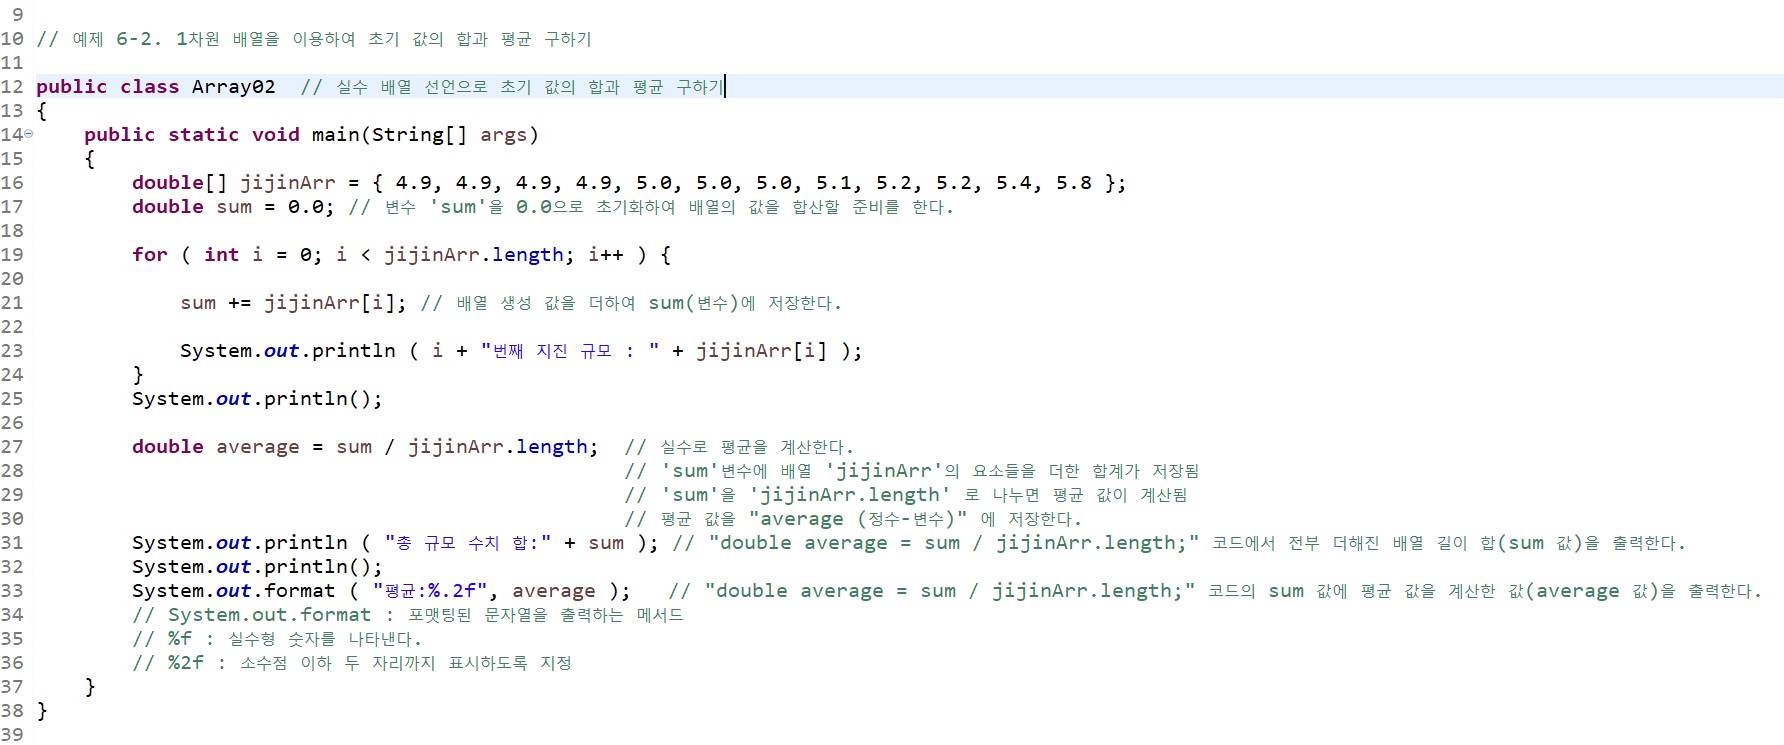 9
10 // 예제 6-2. 1차원 배열을 이용하여 초기 값의 합과 평균 구하기
11
12 public class Array02  // 실수 배열 선언으로 초기 값의 합과 평균 구하기
13 {
14     public static void main(String[] args)
15     {
16         double[] jijinArr = { 4.9, 4.9, 4.9, 4.9, 5.0, 5.0, 5.0, 5.1, 5.2, 5.2, 5.4, 5.8 };
17         double sum = 0.0; // 변수 'sum'을 0.0으로 초기화하여 배열의 값을 합산할 준비를 한다.
18
19         for ( int i = 0; i < jijinArr.length; i++ ) {
20
21             sum += jijinArr[i]; // 배열 생성 값을 더하여 sum(변수)에 저장한다.
22
23             System.out.println ( i + "번째 지진 규모 : " + jijinArr[i] );
24         }
25         System.out.println();
26
27         double average = sum / jijinArr.length;  // 실수로 평균을 계산한다.
28                                                  // 'sum'변수에 배열 'jijinArr'의 요소들을 더한 합계가 저장됨
29                                                  // 'sum'을 'jijinArr.length' 로 나누면 평균 값이 계산됨
30                                                  // 평균 값을 "average (정수-변수)" 에 저장한다.
31         System.out.println ( "총 규모 수치 합:" + sum ); // "double average = sum / jijinArr.length;" 코드에서 전부 더해진 배열 길이 합(sum 값)을 출력한다.
32         System.out.println();
33         System.out.format ( "평균:%.2f", average );   // "double average = sum / jijinArr.length;" 코드의 sum 값에 평균 값을 계산한 값(average 값)을 출력한다.
34         // System.out.format : 포맷팅된 문자열을 출력하는 메서드
35         // %f : 실수형 숫자를 나타낸다.
36         // %2f : 소수점 이하 두 자리까지 표시하도록 지정
37     }
38 }
39